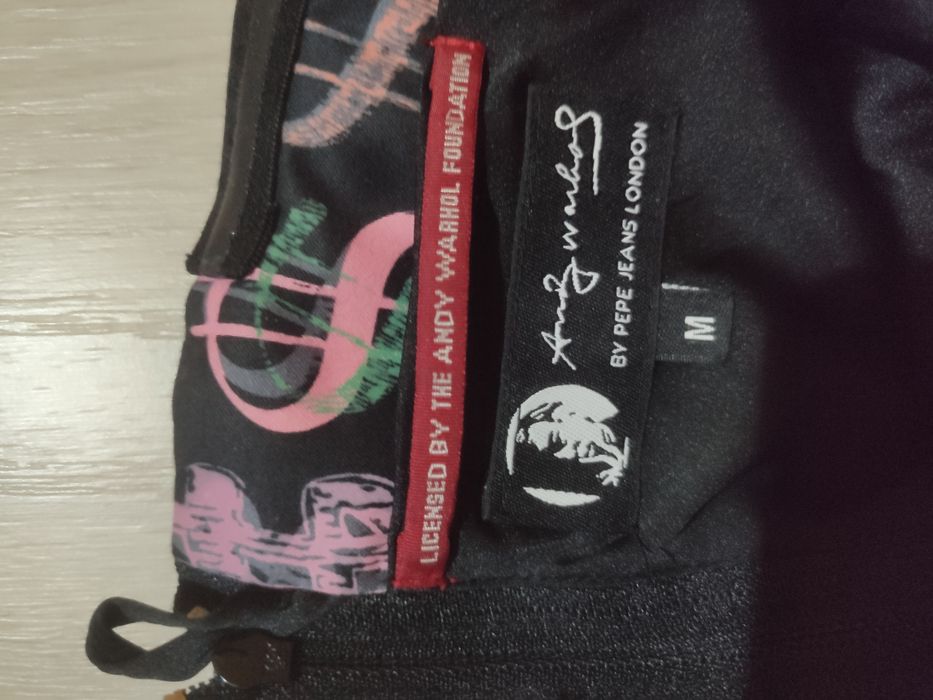 LICENSED BY THE ANDY WARHOL FOUNDATION
Andy Warhol
BY PEPE JEANS LONDON
M